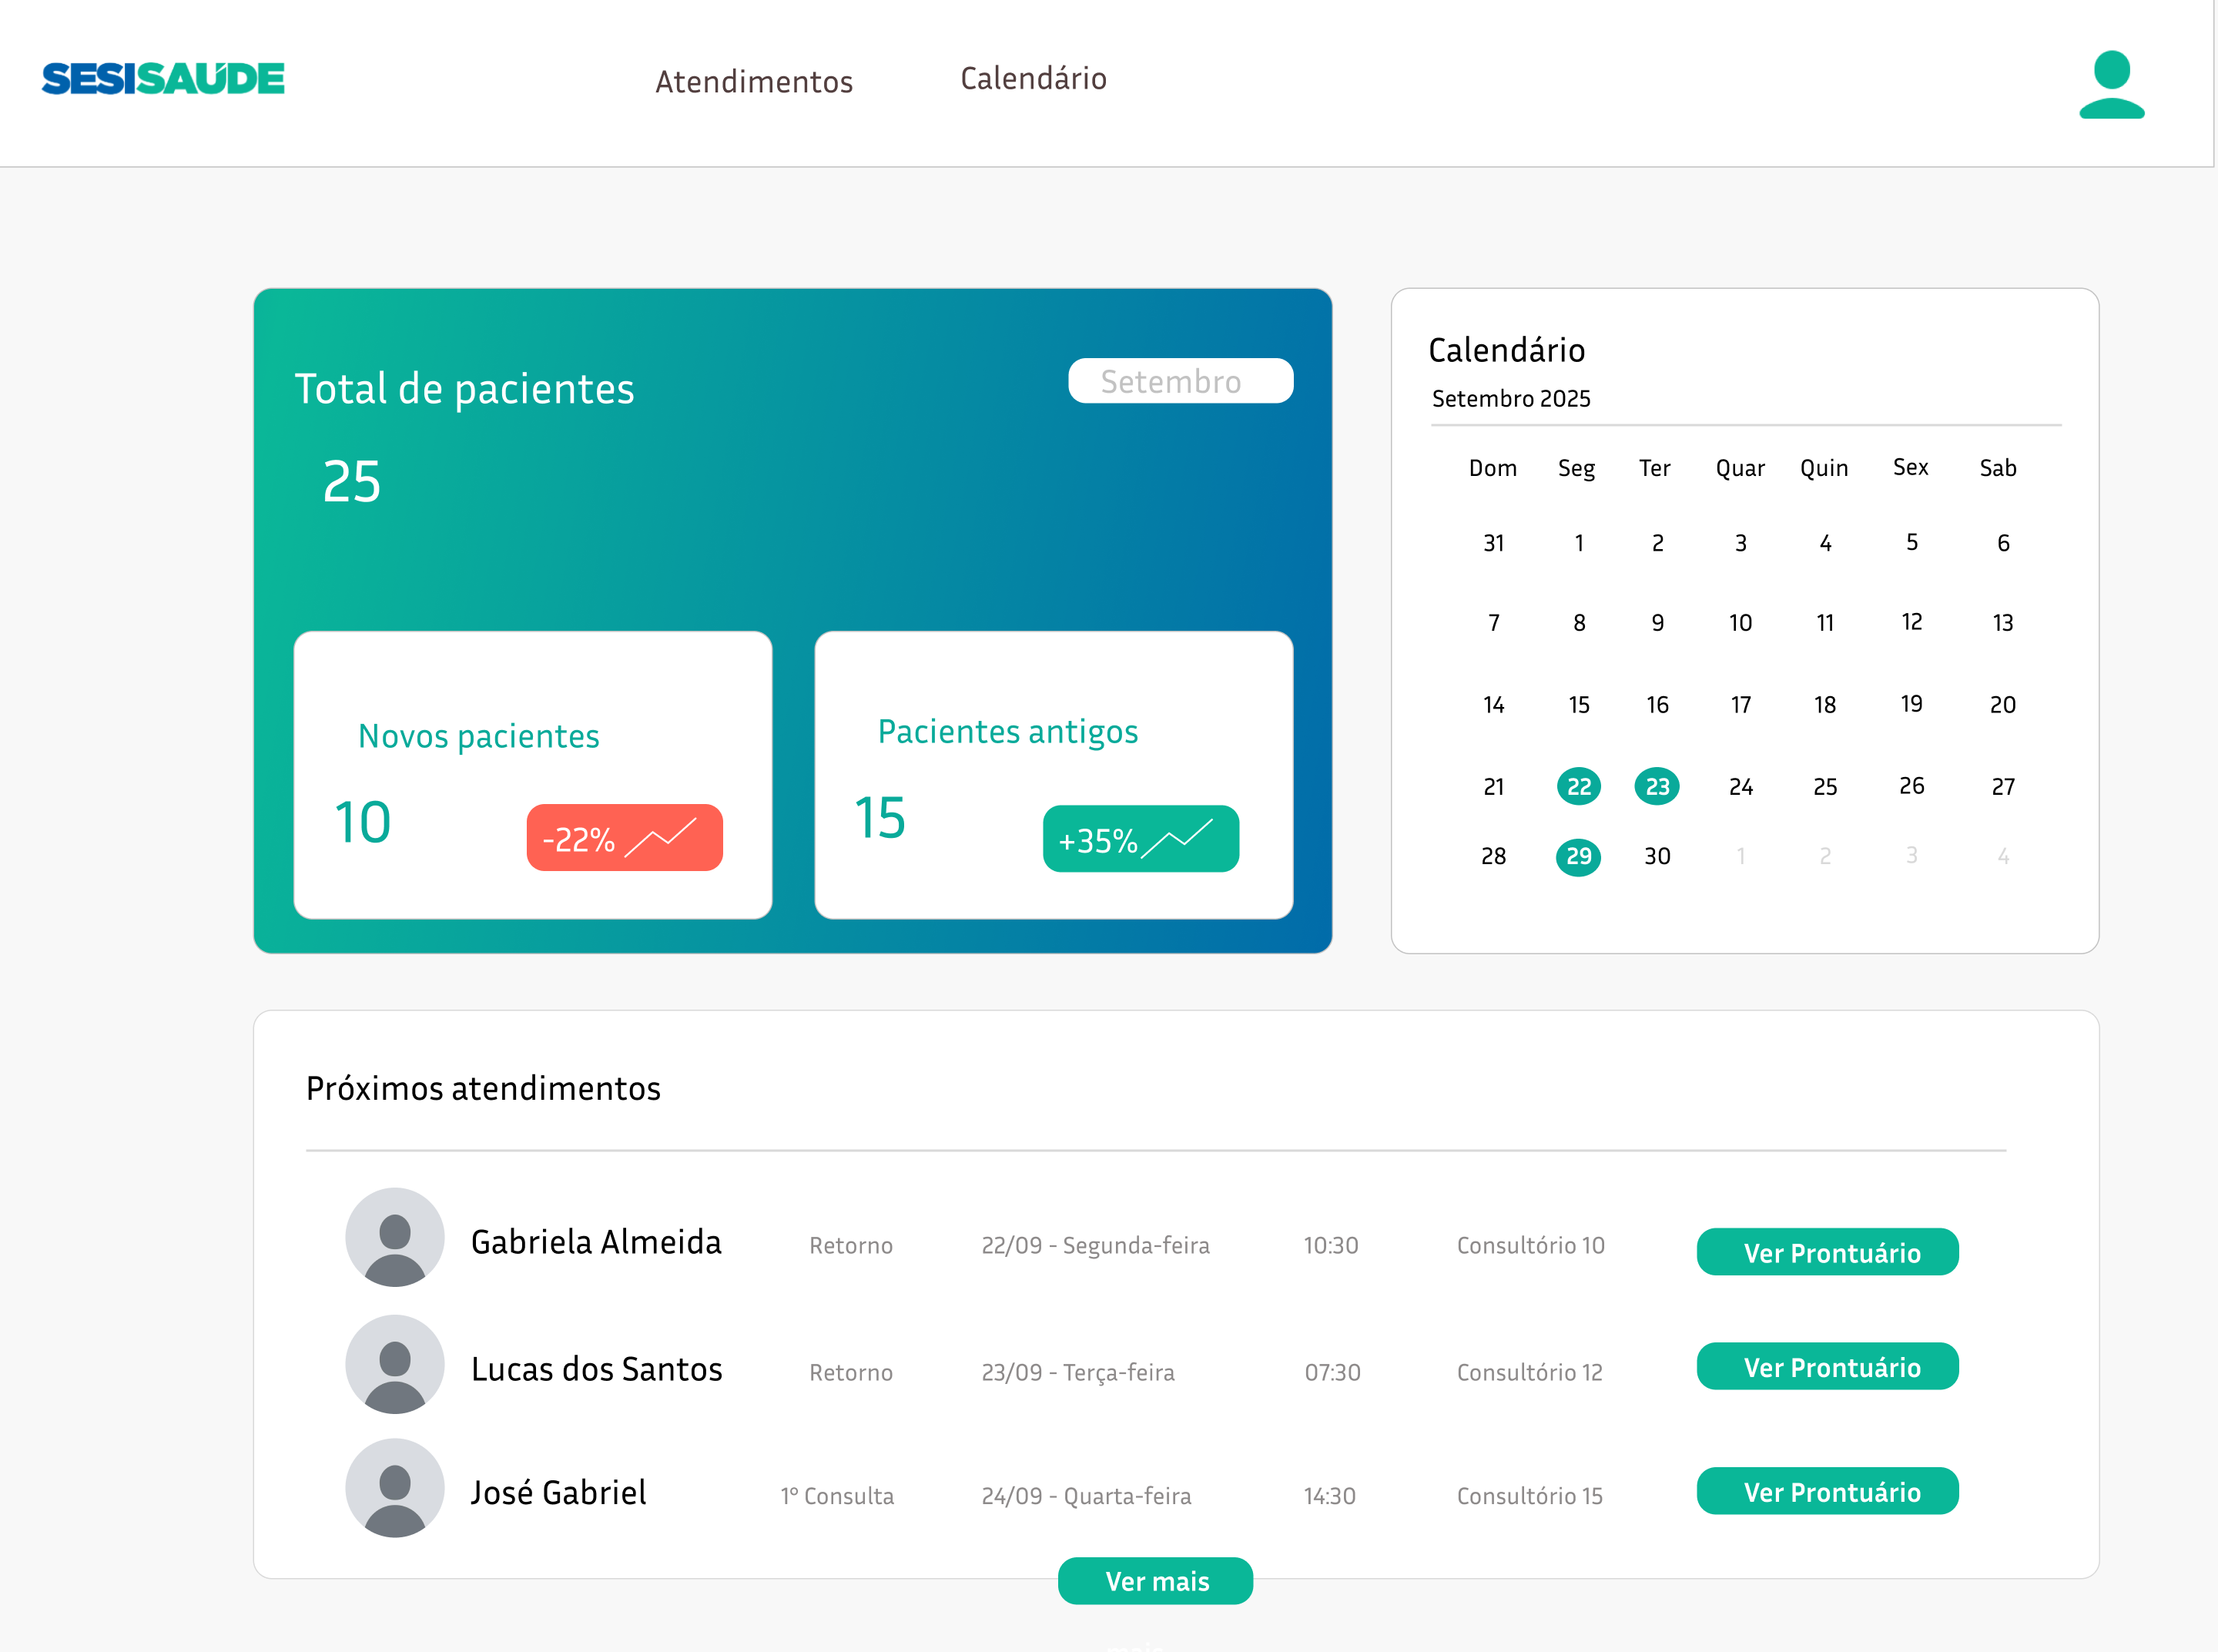 SESISAÚDE
Atendimentos
Calendário
Total de pacientes
Setembro
25
Novos pacientes
10
-22%
Pacientes antigos
15
+35%
Calendário
Setembro 2025
Dom Seg Ter Quar Quin Sex Sab
31 1 2 3 4 5 6
7 8 9 10 11 12 13
14 15 16 17 18 19 20
21 22 23 24 25 26 27
28 29 30 1 2 3 4
Próximos atendimentos
Gabriela Almeida Retorno 22/09 - Segunda-feira 10:30 Consultório 10 Ver Prontuário
Lucas dos Santos Retorno 23/09 - Terça-feira 07:30 Consultório 12 Ver Prontuário
José Gabriel 1° Consulta 24/09 - Quarta-feira 14:30 Consultório 15 Ver Prontuário
Ver mais
mais